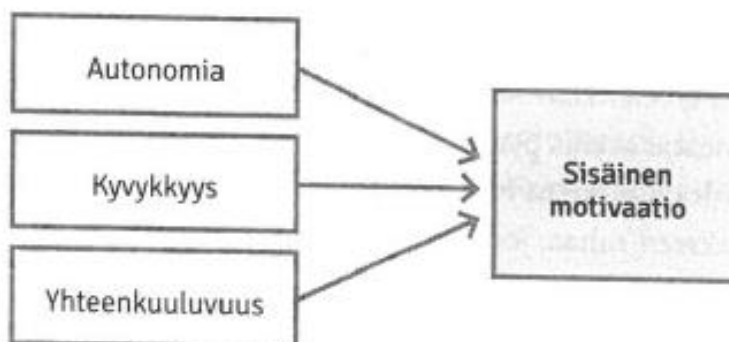 Autonomia
Kyvykkyys
Yhteenkuuluvuus
Sisäinen
motivaatio